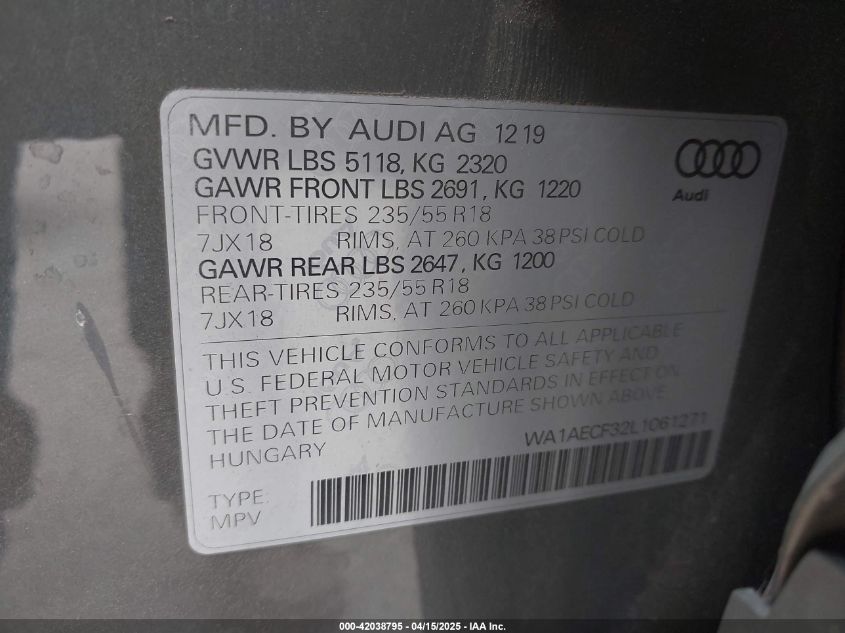 MFD. BY AUDI AG 12 19
GVWR LBS 5118, KG 2320
GAWR FRONT LBS 2691, KG 1220
FRONT-TIRES 235/55 R18
7JX18 RIMS, AT 260 KPA 38 PSI COLD
GAWR REAR LBS 2647, KG 1200
REAR-TIRES 235/55 R18
7JX18 RIMS, AT 260 KPA 38 PSI COLD
Audi
THIS VEHICLE CONFORMS TO ALL APPLICABLE
U.S. FEDERAL MOTOR VEHICLE SAFETY AND
THEFT PREVENTION STANDARDS IN EFFECT ON
THE DATE OF MANUFACTURE SHOWN ABOVE.
HUNGARY WA1AECF32L1061271
TYPE:
MPV
000-42038795 - 04/15/2025 - IAA Inc.